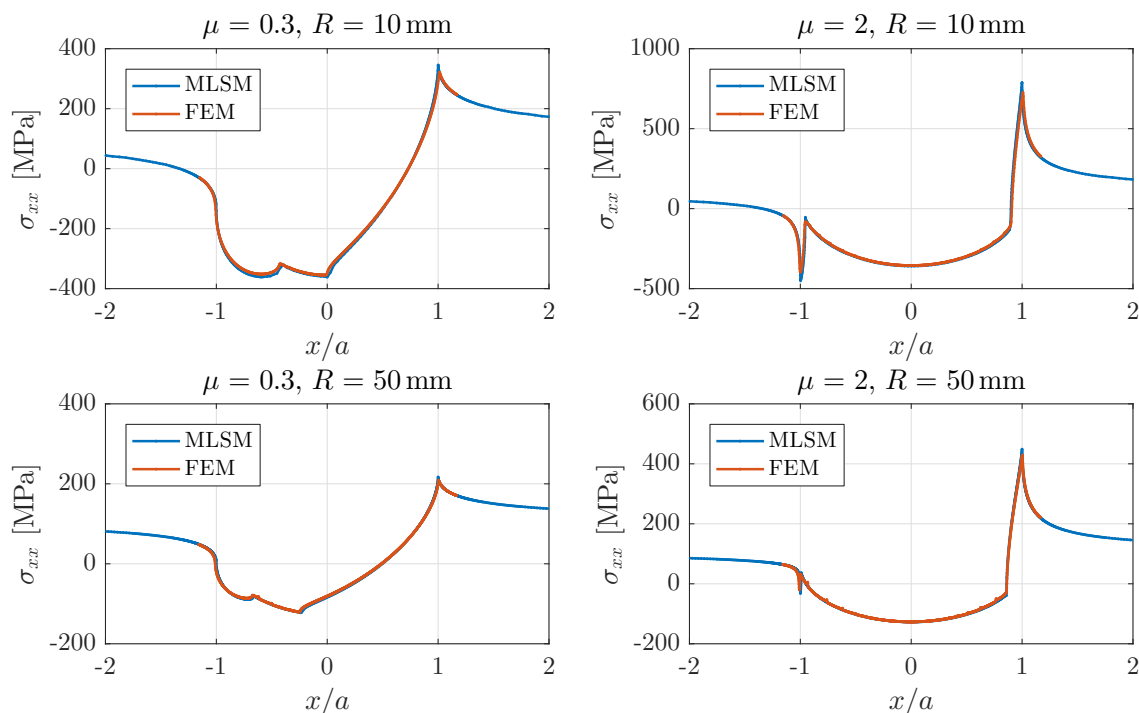 μ = 0.3, R = 10 mm
400
200
0
-200
-400
σxx [MPa]
MLSM
FEM
-2 -1 0 1 2
x/a
μ = 2, R = 10 mm
1000
500
0
-500
σxx [MPa]
MLSM
FEM
-2 -1 0 1 2
x/a
μ = 0.3, R = 50 mm
400
200
0
-200
σxx [MPa]
MLSM
FEM
-2 -1 0 1 2
x/a
μ = 2, R = 50 mm
600
400
200
0
-200
σxx [MPa]
MLSM
FEM
-2 -1 0 1 2
x/a